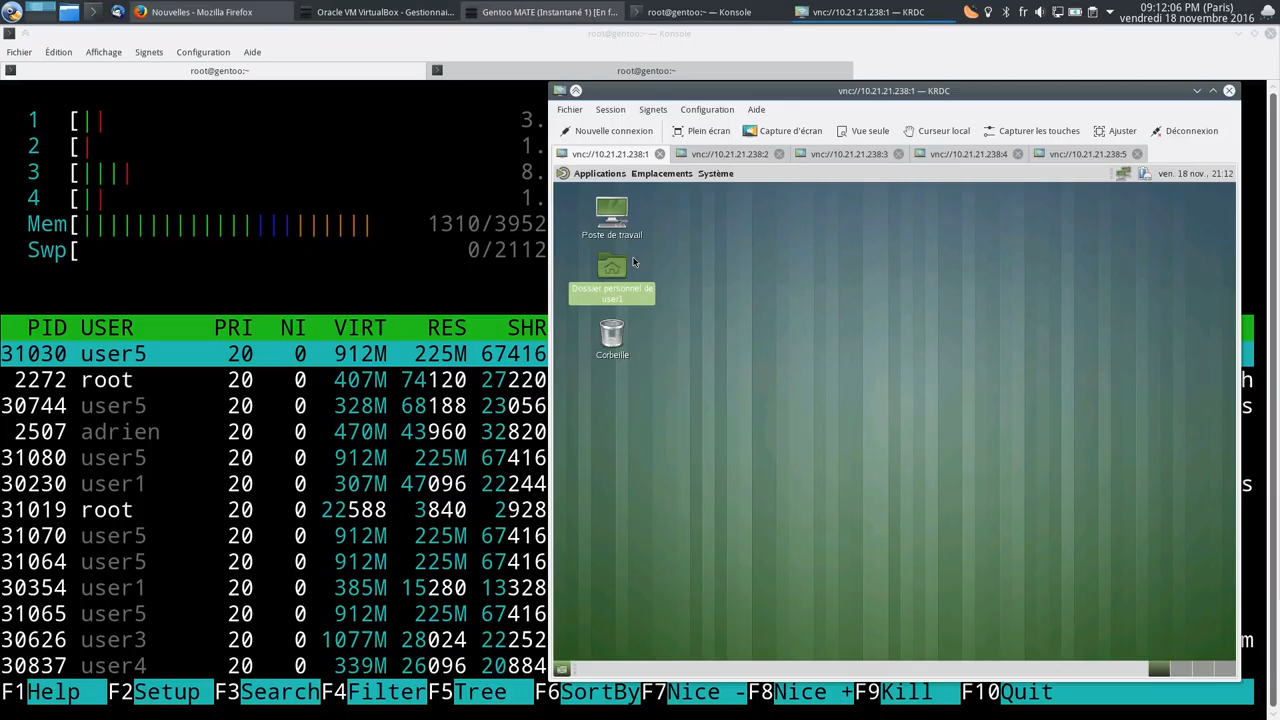 Nouvelles - Mozilla Firefox
Oracle VM VirtualBox - Gestionnai...
Gentoo MATE (Instantané 1) [En f...
root@gentoo:~ — Konsole
vnc://10.21.21.238:1 — KRDC
fr
09:12:06 PM (Paris)
vendredi 18 novembre 2016
root@gentoo:~ — Konsole
Fichier Édition Affichage Signets Configuration Aide
root@gentoo:~
root@gentoo:~
1 [|| 3.
2 [| 1.
3 [|||| 8.
4 [|| 1.
Mem[|||||||||||||||||||||| 1310/3952
Swp[ 0/2112
PID USER PRI NI VIRT RES SHR
31030 user5 20 0 912M 225M 67416
2272 root 20 0 407M 74120 27220
30744 user5 20 0 328M 68188 23056
2507 adrien 20 0 470M 43960 32820
31080 user5 20 0 912M 225M 67416
30230 user1 20 0 307M 47096 22244
31019 root 20 0 22588 3840 2928
31070 user5 20 0 912M 225M 67416
31064 user5 20 0 912M 225M 67416
30354 user1 20 0 385M 15280 13328
31065 user5 20 0 912M 225M 67416
30626 user3 20 0 1077M 28024 22252
30837 user4 20 0 339M 26096 20884
h
s
s
m
F1Help F2Setup F3SearchF4FilterF5Tree F6SortByF7Nice -F8Nice +F9Kill F10Quit
vnc://10.21.21.238:1 — KRDC
Fichier Session Signets Configuration Aide
Nouvelle connexion Plein écran Capture d'écran Vue seule Curseur local Capturer les touches Ajuster Déconnexion
vnc://10.21.21.238:1 vnc://10.21.21.238:2 vnc://10.21.21.238:3 vnc://10.21.21.238:4 vnc://10.21.21.238:5
Applications Emplacements Système
ven. 18 nov., 21:12
Poste de travail
Dossier personnel de
user1
Corbeille